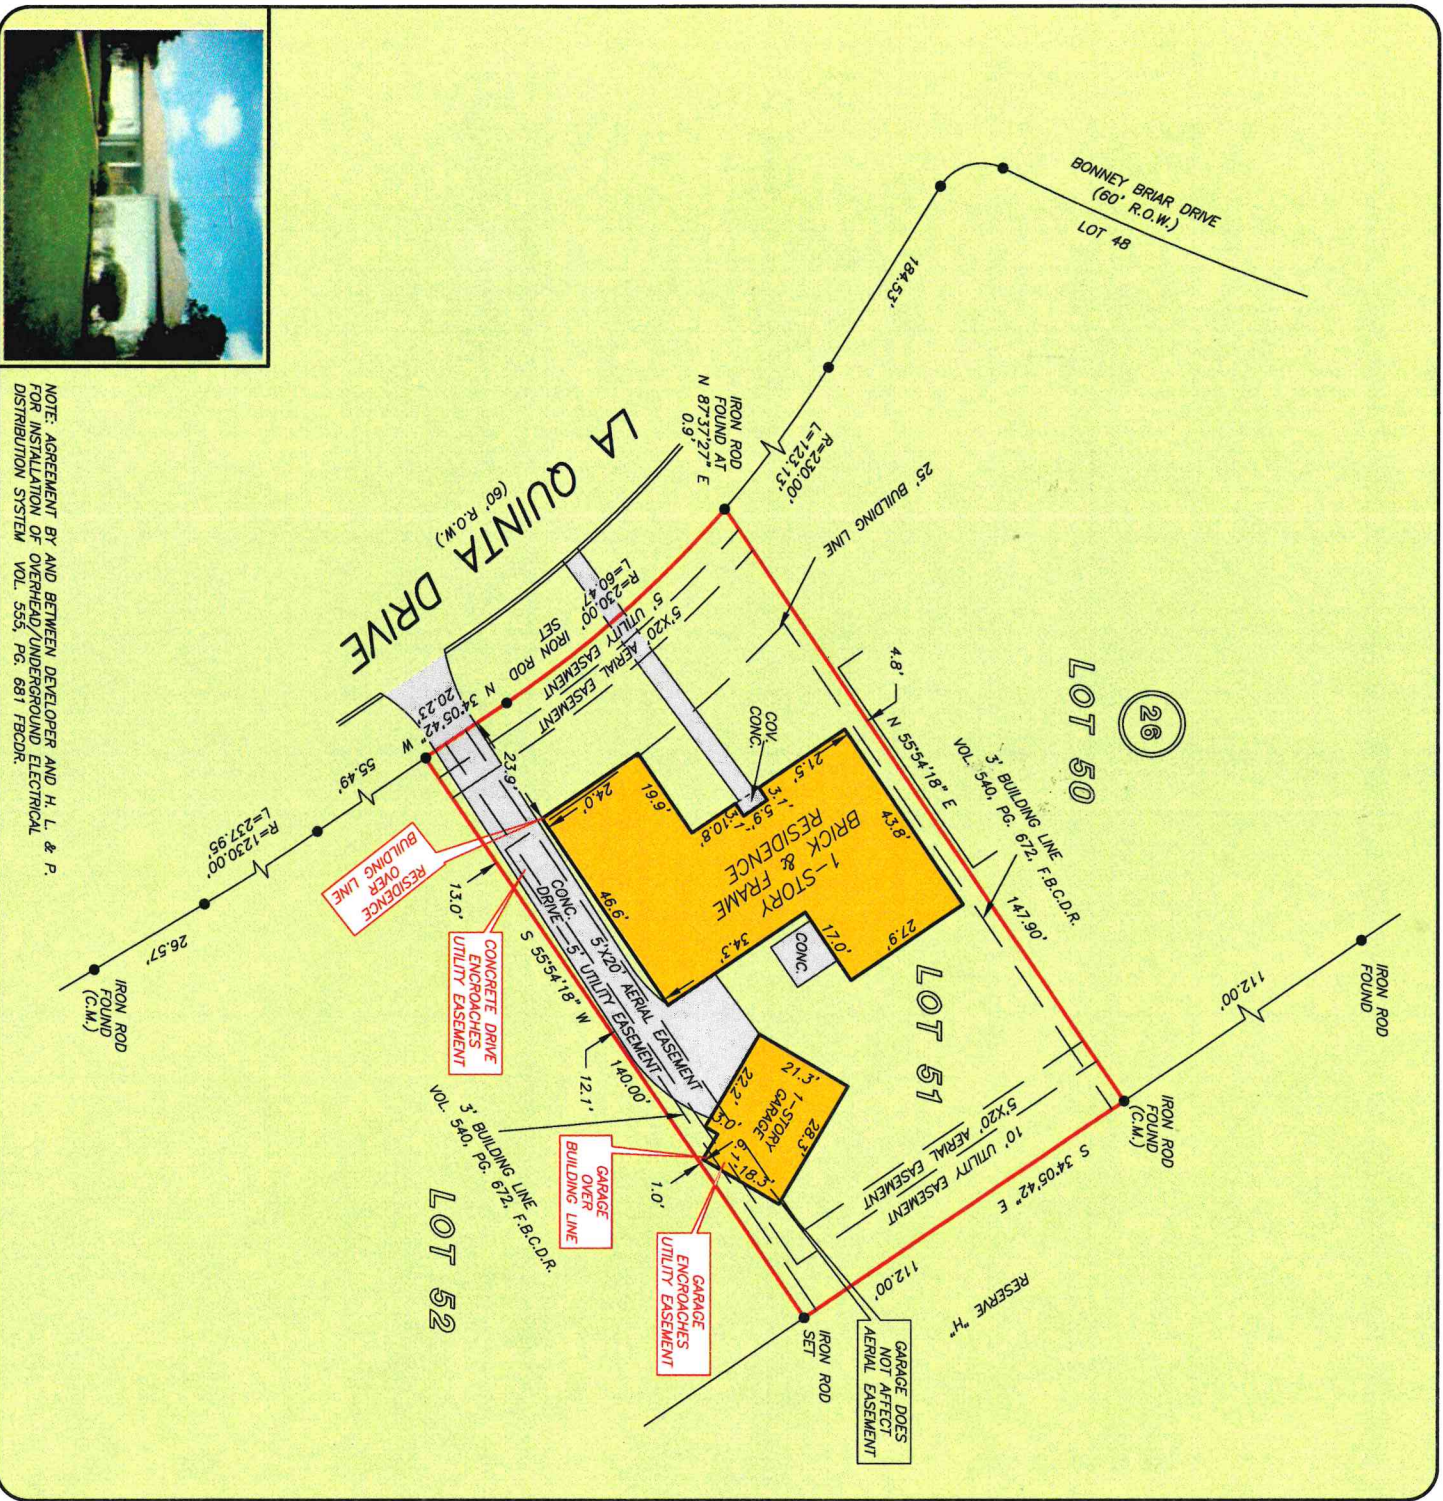 BONNEY BRIAR DRIVE
(60' R.O.W.)
LOT 48
184.53'
R=230.00'
L=123.13'
IRON ROD
FOUND AT
N 87°37'27" E
0.9'
25' BUILDING LINE
LA QUINTA DRIVE
(60' R.O.W.)
R=230.00'
L=60.47'
5' UTILITY EASEMENT
5'X20' AERIAL EASEMENT
IRON ROD
SET
N 34°05'42" W
20.23'
55.49'
R=1230.00'
L=237.95'
26.57'
IRON ROD
FOUND
(C.M.)
26
LOT 50
4.8'
N 55°54'18" E
147.90'
3' BUILDING LINE
VOL. 540, PG. 672, F.B.C.D.R.
LOT 51
COV.
CONC.
21.5'
3.1'
5.9'
3.1'
10.8'
19.9'
24.0'
23.9'
43.8'
1-STORY
BRICK & FRAME
RESIDENCE
46.6'
34.3'
17.0'
27.9'
CONC.
CONC.
DRIVE
5' UTILITY EASEMENT
5'X20' AERIAL EASEMENT
13.0'
S 55°54'18" W
140.00'
12.1'
3' BUILDING LINE
VOL. 540, PG. 672, F.B.C.D.R.
LOT 52
21.3'
22.2'
1-STORY
GARAGE
28.3'
3.0'
6.1'
18.3'
1.0'
RESIDENCE
OVER
BUILDING LINE
CONCRETE DRIVE
ENCROACHES
UTILITY EASEMENT
GARAGE
OVER
BUILDING LINE
GARAGE
ENCROACHES
UTILITY EASEMENT
GARAGE DOES
NOT AFFECT
AERIAL EASEMENT
5'X20' AERIAL EASEMENT
10' UTILITY EASEMENT
S 34°05'42" E
112.00'
RESERVE "H"
IRON ROD
SET
IRON ROD
FOUND
(C.M.)
112.00'
IRON ROD
FOUND
NOTE: AGREEMENT BY AND BETWEEN DEVELOPER AND H. L. & P.
FOR INSTALLATION OF OVERHEAD/UNDERGROUND ELECTRICAL
DISTRIBUTION SYSTEM VOL. 555, PG. 681 FBCDR.